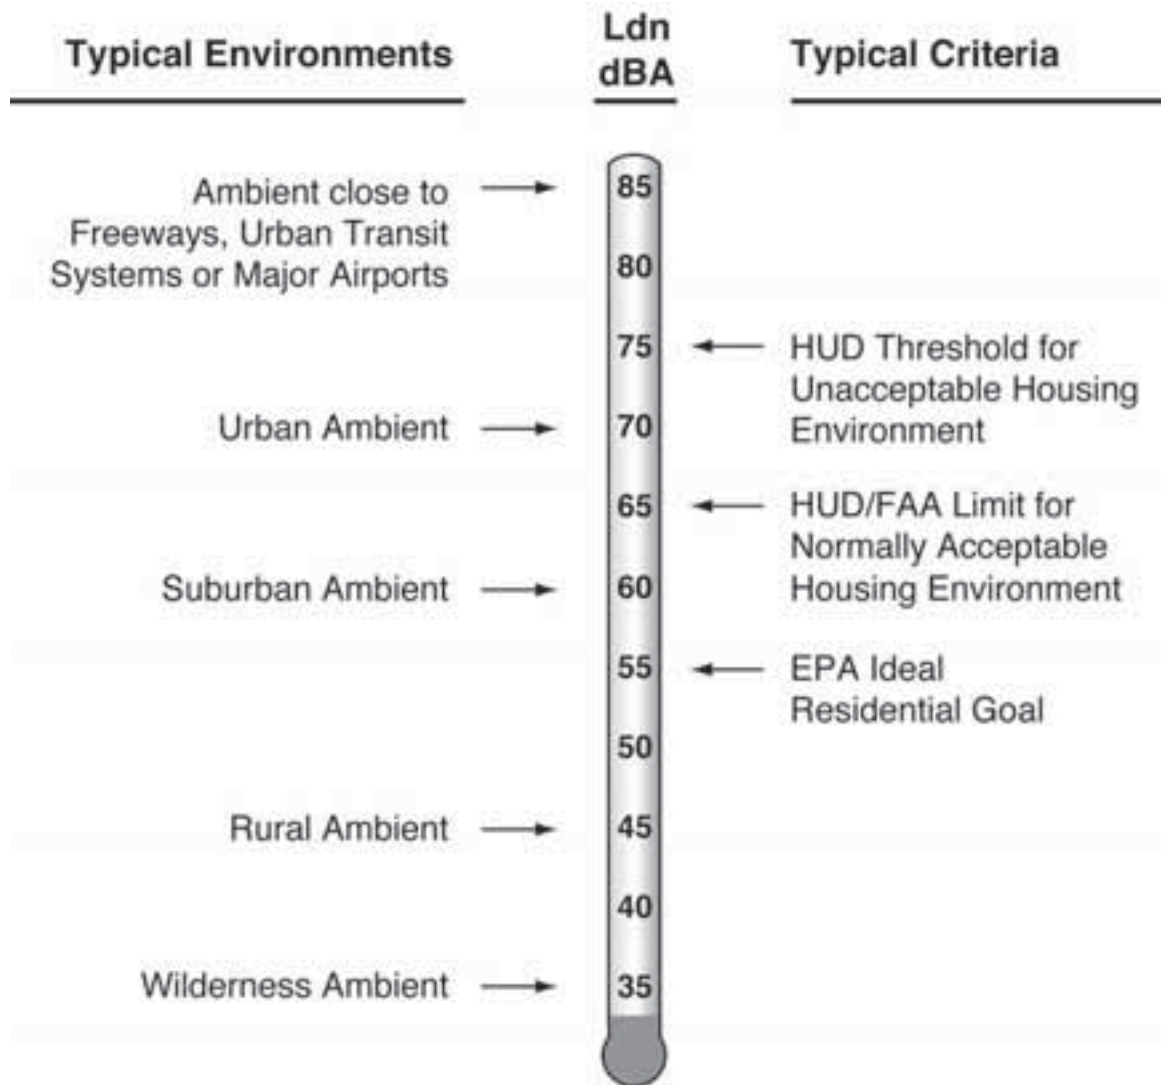 Typical Environments
Ldn
dBA
Typical Criteria
Ambient close to
Freeways, Urban Transit
Systems or Major Airports
Urban Ambient
Suburban Ambient
Rural Ambient
Wilderness Ambient
85
80
75
70
65
60
55
50
45
40
35
HUD Threshold for
Unacceptable Housing
Environment
HUD/FAA Limit for
Normally Acceptable
Housing Environment
EPA Ideal
Residential Goal